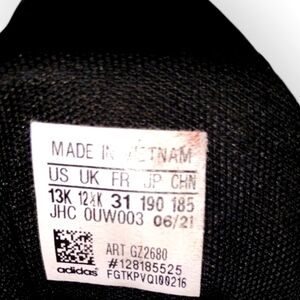 MADE IN VIETNAM
US UK FR JP CHN
13K 12½K 31 190 185
JHC 0UW003 06/21
ART GZ2680
#128185525
adidas FGTKPVQI00216